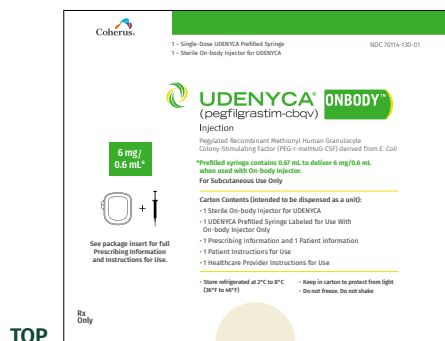 Coherus®
1 – Single-Dose UDENYCA Prefilled Syringe
1 – Sterile On-body Injector for UDENYCA
NDC 70114-130-01
UDENYCA® ONBODY™
(pegfilgrastim-cbqv)
Injection
Pegylated Recombinant Methionyl Human Granulocyte
Colony-Stimulating Factor (PEG-r-metHuG-CSF) derived from E. Coli
6 mg/
0.6 mL*
*Prefilled syringe contains 0.67 mL to deliver 6 mg/0.6 mL
when used with On-body Injector.
For Subcutaneous Use Only
Carton Contents (intended to be dispensed as a unit):
• 1 Sterile On-body Injector for UDENYCA
• 1 UDENYCA Prefilled Syringe Labeled for Use With
On-body Injector Only
• 1 Prescribing Information and 1 Patient information
• 1 Patient Instructions for Use
• 1 Healthcare Provider Instructions for Use
+
See package insert for full
Prescribing Information
and Instructions for Use.
• Store refrigerated at 2°C to 8°C
(36°F to 46°F)
• Keep in carton to protect from light
• Do not freeze. Do not shake
Rx
Only
TOP